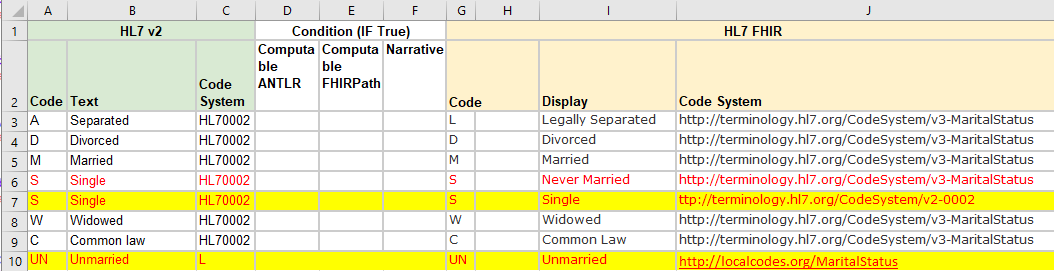 A B C D E F G H I J
1 HL7 v2 Condition (IF True) HL7 FHIR
Computa Computa Narrative
ble ble
Code ANTLR FHIRPath
2 Code Text System Code Display Code System
3 A Separated HL70002 L Legally Separated http://terminology.hl7.org/CodeSystem/v3-MaritalStatus
4 D Divorced HL70002 D Divorced http://terminology.hl7.org/CodeSystem/v3-MaritalStatus
5 M Married HL70002 M Married http://terminology.hl7.org/CodeSystem/v3-MaritalStatus
6 S Single HL70002 S Never Married http://terminology.hl7.org/CodeSystem/v3-MaritalStatus
7 S Single S Single ttp://terminology.hl7.org/CodeSystem/v2-0002
8 W Widowed HL70002 W Widowed http://terminology.hl7.org/CodeSystem/v3-MaritalStatus
9 C Common law HL70002 C Common Law http://terminology.hl7.org/CodeSystem/v3-MaritalStatus
10 UN Unmarried L UN Unmarried http://localcodes.org/MaritalStatus